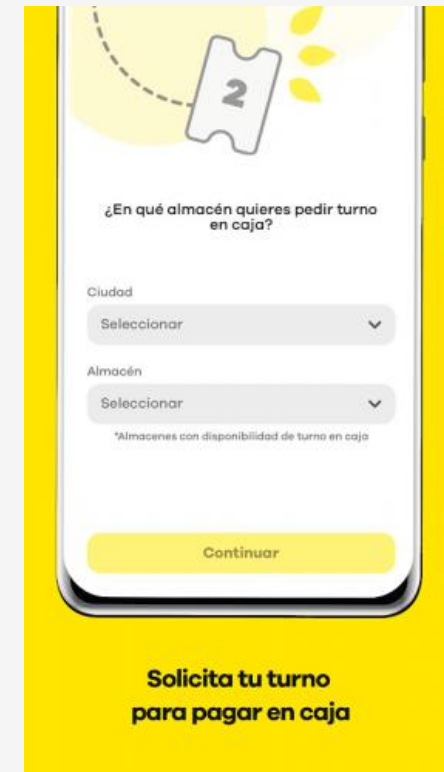 2
¿En qué almacén quieres pedir turno
en caja?
Ciudad
Seleccionar
Almacén
Seleccionar
*Almacenes con disponibilidad de turno en caja
Continuar
Solicita tu turno
para pagar en caja